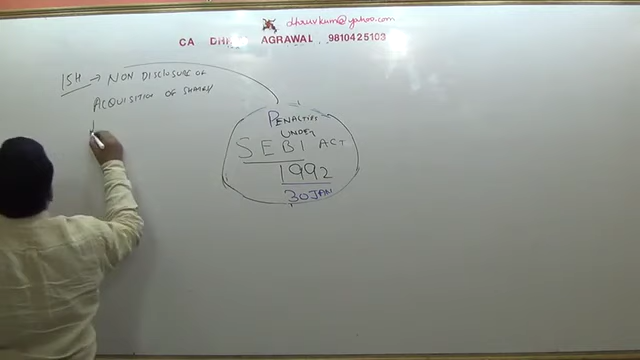 dhruvkum@yahoo.com
CA DH AGRAWAL 9810425103
15H → NON DISCLOSURE OF
ACQUISITION OF SHARES
PENALTIES
UNDER
SEBI ACT
1992
30 JAN